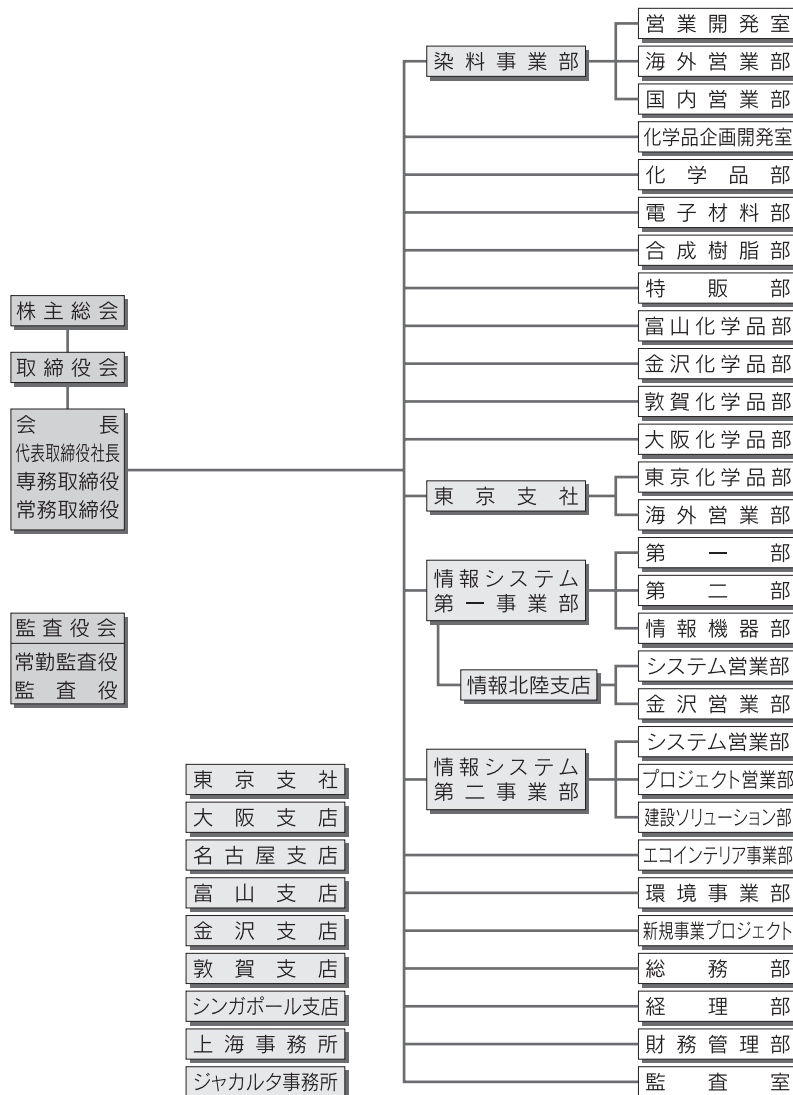 株主総会
取締役会
会長
代表取締役社長
専務取締役
常務取締役
監査役会
常勤監査役
監査役
東京支社
大阪支店
名古屋支店
富山支店
金沢支店
敦賀支店
シンガポール支店
上海事務所
ジャカルタ事務所
染料事業部
営業開発室
海外営業部
国内営業部
化学品企画開発室
化学品部
電子材料部
合成樹脂部
特販部
富山化学品部
金沢化学品部
敦賀化学品部
大阪化学品部
東京支社
東京化学品部
海外営業部
情報システム
第一事業部
第一部
第二部
情報機器部
情報北陸支店
システム営業部
金沢営業部
情報システム
第二事業部
システム営業部
プロジェクト営業部
建設ソリューション部
エコインテリア事業部
環境事業部
新規事業プロジェクト
総務部
経理部
財務管理部
監査室